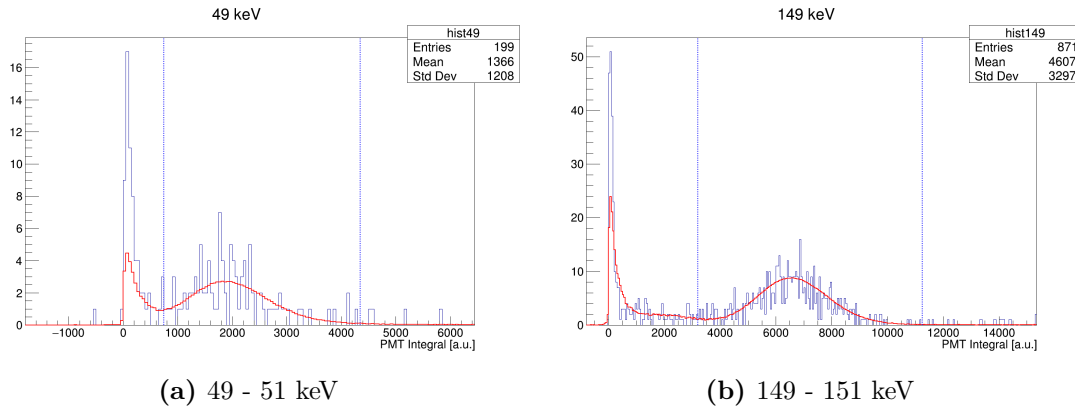 49 keV
hist49
Entries 199
Mean 1366
Std Dev 1208
16
14
12
10
8
6
4
2
0
−1000 0 1000 2000 3000 4000 5000 6000
PMT Integral [a.u.]
(a) 49 - 51 keV
149 keV
hist149
Entries 871
Mean 4607
Std Dev 3297
50
40
30
20
10
0
0 2000 4000 6000 8000 10000 12000 14000
PMT Integral [a.u.]
(b) 149 - 151 keV